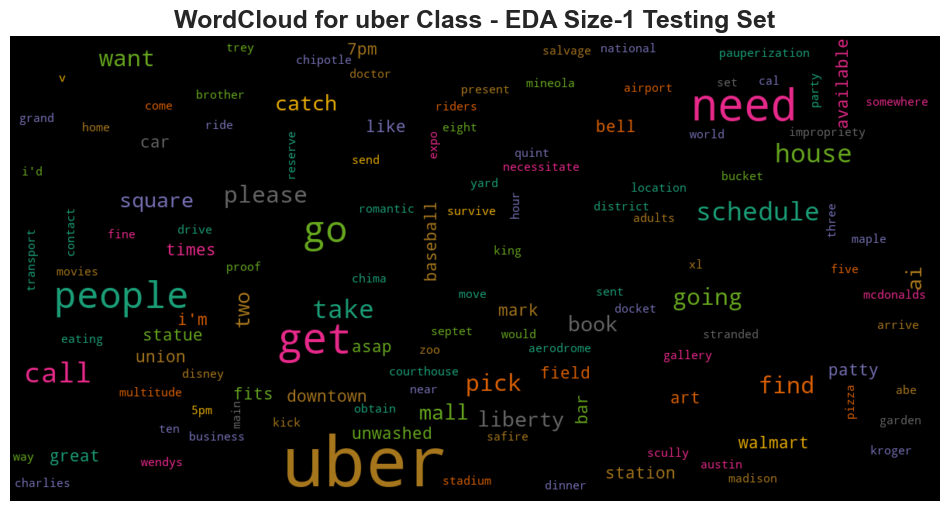 WordCloud for uber Class - EDA Size-1 Testing Set
want
trey
chipotle
7pm
doctor
salvage
national
pauperization
v
brother
catch
present
mineola
airport
need
set
cal
party
available
somewhere
grand
home
come
ride
car
reserve
like
riders
expo
eight
bell
world
impropriety
house
i'd
send
quint
necessitate
bucket
square
please
romantic
yard
survive
hour
location
district
adults
schedule
three
maple
transport
contact
fine
drive
times
go
baseball
king
movies
proof
chima
move
xl
five
ai
mcdonalds
people
i'm
two
take
sent
docket
going
mark
book
arrive
eating
statue
get
asap
septet
would
zoo
aerodrome
stranded
union
disney
courthouse
near
gallery
call
multitude
fits
downtown
obtain
pick
field
find
patty
pizza
abe
art
5pm
main
kick
mall
liberty
bar
garden
ten
business
unwashed
safire
walmart
kroger
way
great
wendys
uber
scully
austin
station
madison
charlies
stadium
dinner